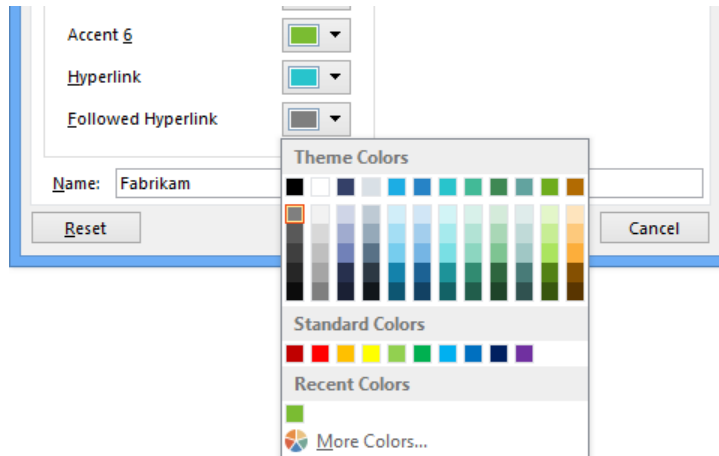 Accent 6
Hyperlink
Followed Hyperlink
Theme Colors
Name: Fabrikam
Reset
Cancel
Standard Colors
Recent Colors
More Colors...